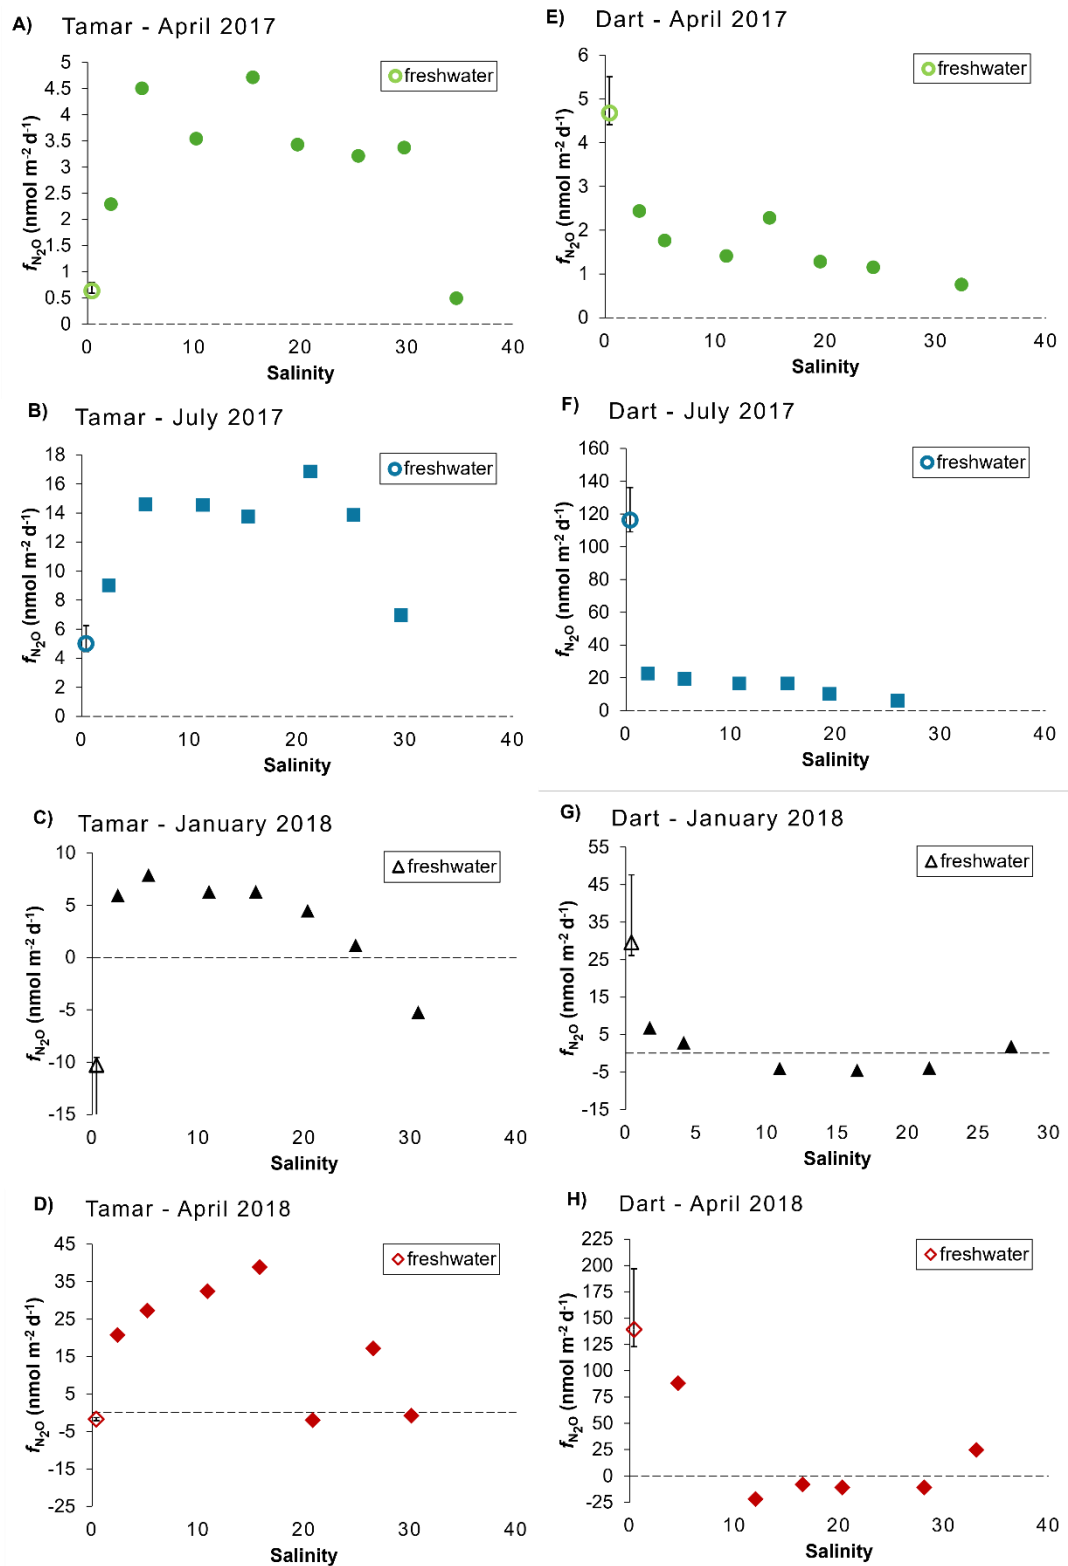 A) Tamar - April 2017
freshwater
5
4.5
4
3.5
3
2.5
2
1.5
1
0.5
0
fN2O (nmol m-2 d-1)
0 10 20 30 40
Salinity
B) Tamar - July 2017
freshwater
18
16
14
12
10
8
6
4
2
0
fN2O (nmol m-2 d-1)
0 10 20 30 40
Salinity
C) Tamar - January 2018
freshwater
10
5
0
-5
-10
-15
fN2O (nmol m-2 d-1)
0 10 20 30 40
Salinity
D) Tamar - April 2018
freshwater
45
35
25
15
5
-5
-15
-25
fN2O (nmol m-2 d-1)
0 10 20 30 40
Salinity
E) Dart - April 2017
freshwater
6
5
4
3
2
1
0
fN2O (nmol m-2 d-1)
0 10 20 30 40
Salinity
F) Dart - July 2017
freshwater
160
140
120
100
80
60
40
20
0
fN2O (nmol m-2 d-1)
0 10 20 30 40
Salinity
G) Dart - January 2018
freshwater
55
45
35
25
15
5
-5
-15
fN2O (nmol m-2 d-1)
0 5 10 15 20 25 30
Salinity
H) Dart - April 2018
freshwater
225
200
175
150
125
100
75
50
25
0
-25
fN2O (nmol m-2 d-1)
0 10 20 30 40
Salinity